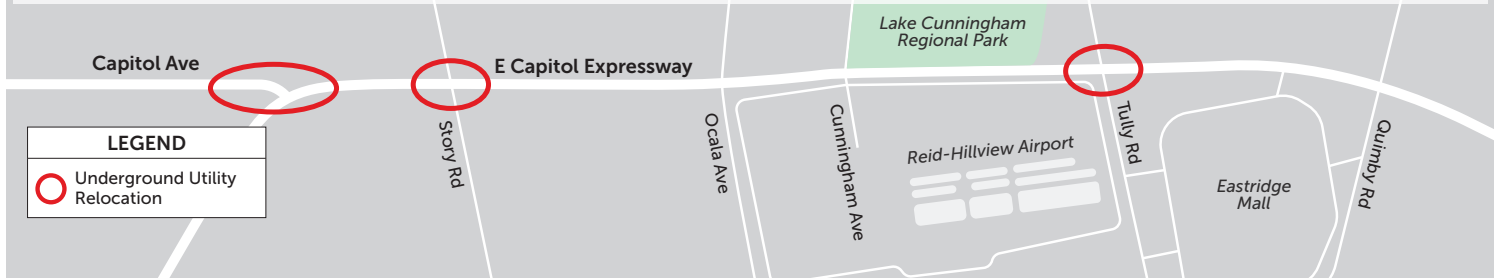 Lake Cunningham
Regional Park
Capitol Ave
E Capitol Expressway
LEGEND
Underground Utility
Relocation
Story Rd
Ocala Ave
Cunningham Ave
Reid-Hillview Airport
Tully Rd
Eastridge
Mall
Quimby Rd